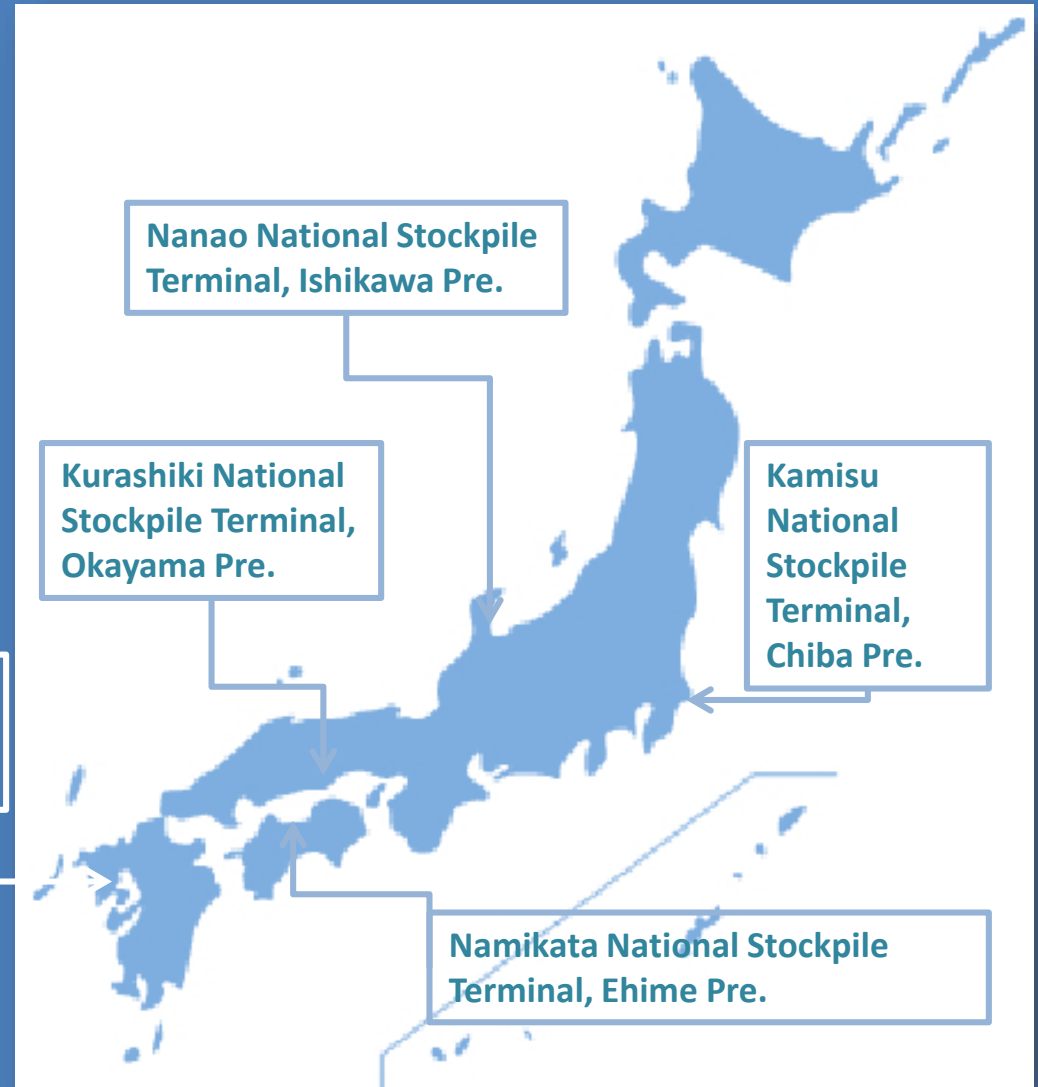 Nanao National Stockpile
Terminal, Ishikawa Pre.
Kurashiki National
Stockpile Terminal,
Okayama Pre.
Kamisu
National
Stockpile
Terminal,
Chiba Pre.
Namikata National Stockpile
Terminal, Ehime Pre.